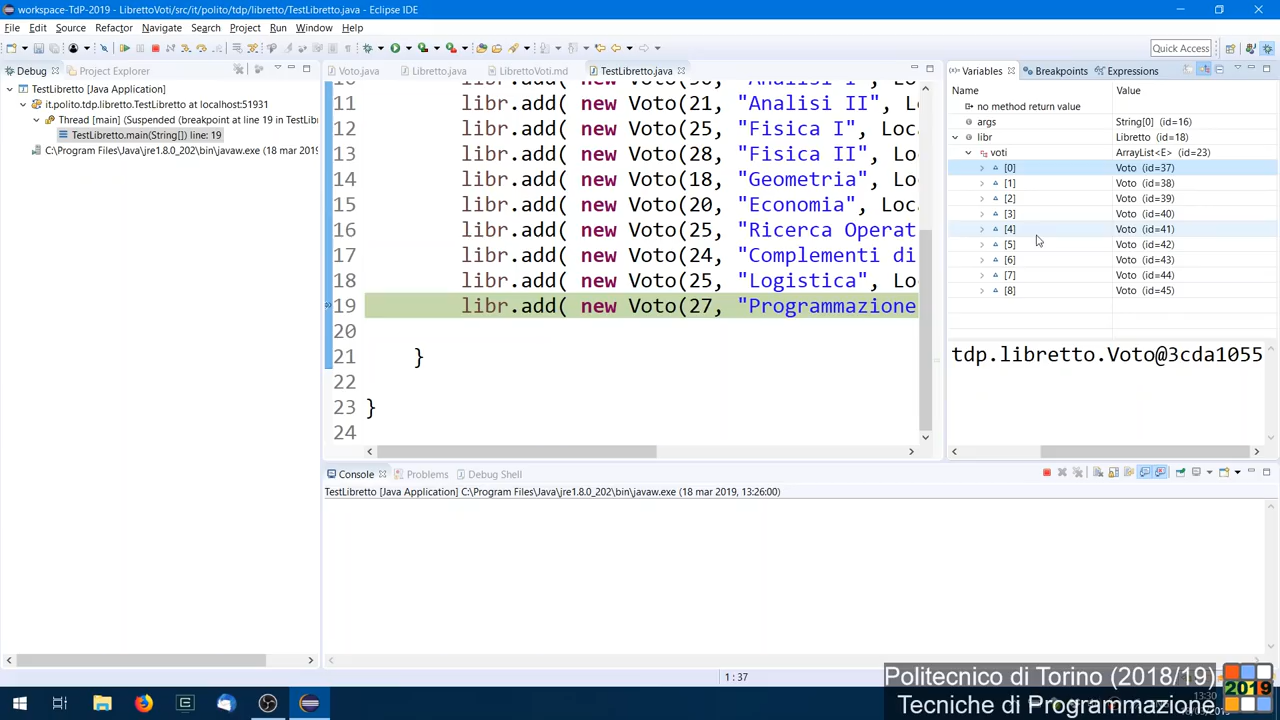 workspace-TdP-2019 - LibrettoVoti/src/it/polito/tdp/libretto/TestLibretto.java - Eclipse IDE
File Edit Source Refactor Navigate Search Project Run Window Help
Quick Access
Debug
Project Explorer
TestLibretto [Java Application]
it.polito.tdp.libretto.TestLibretto at localhost:51931
Thread [main] (Suspended (breakpoint at line 19 in TestLi
TestLibretto.main(String[]) line: 19
C:\Program Files\Java\jre1.8.0_202\bin\javaw.exe (18 mar 2019,
Voto.java Libretto.java LibrettoVoti.md TestLibretto.java
11 libr.add( new Voto(21, "Analisi II", L
12 libr.add( new Voto(25, "Fisica I", Loca
13 libr.add( new Voto(28, "Fisica II", Lo
14 libr.add( new Voto(18, "Geometria", Lo
15 libr.add( new Voto(20, "Economia", Loc
16 libr.add( new Voto(25, "Ricerca Operat
17 libr.add( new Voto(24, "Complementi di
18 libr.add( new Voto(25, "Logistica", Lo
19 libr.add( new Voto(27, "Programmazione
20
21 }
22
23 }
24
Variables Breakpoints Expressions
Name Value
no method return value
args String[0] (id=16)
libr Libretto (id=18)
voti ArrayList<E> (id=23)
[0] Voto (id=37)
[1] Voto (id=38)
[2] Voto (id=39)
[3] Voto (id=40)
[4] Voto (id=41)
[5] Voto (id=42)
[6] Voto (id=43)
[7] Voto (id=44)
[8] Voto (id=45)
tdp.libretto.Voto@3cda1055
Console Problems Debug Shell
TestLibretto [Java Application] C:\Program Files\Java\jre1.8.0_202\bin\javaw.exe (18 mar 2019, 13:26:00)
1 : 37
Politecnico di Torino (2018/19)
Tecniche di Programmazione
2019
13:30